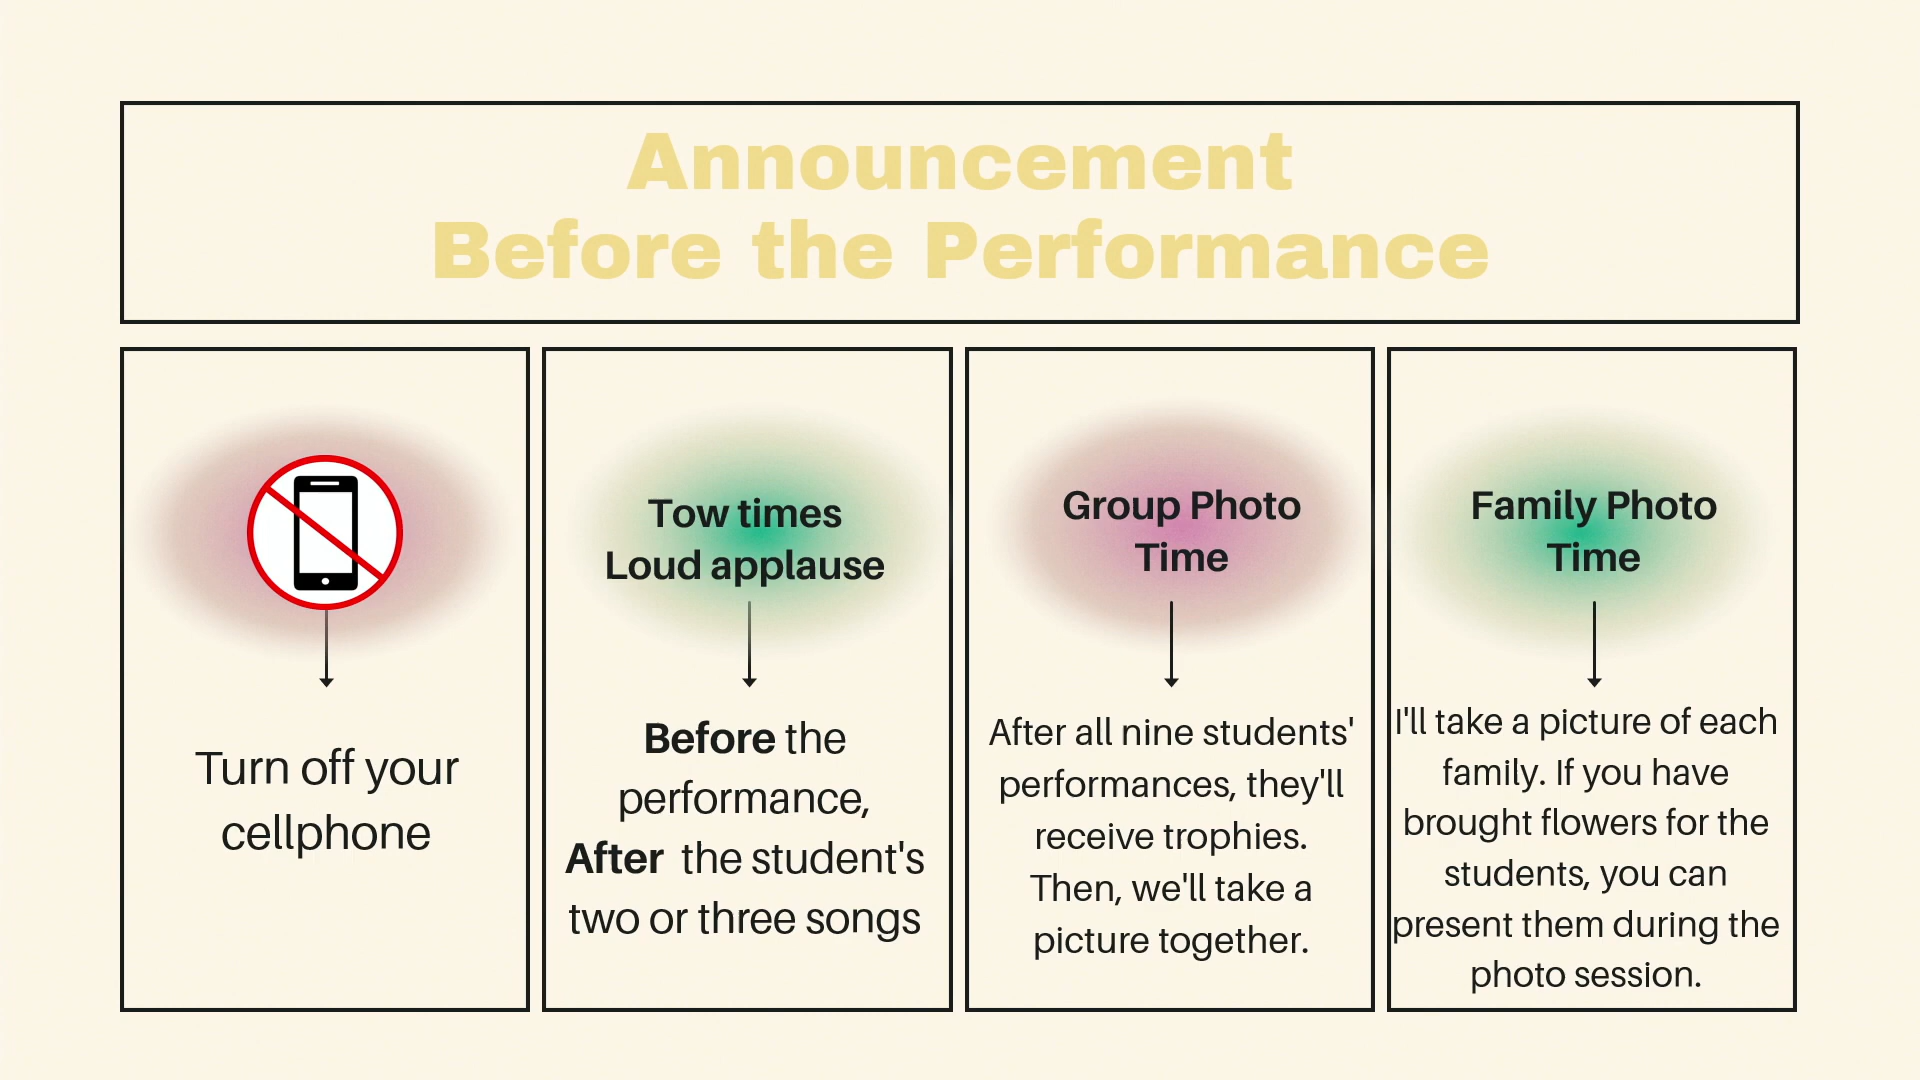 Announcement
Before the Performance
Turn off your
cellphone
Tow times
Loud applause
Before the
performance,
After the student's
two or three songs
Group Photo
Time
After all nine students'
performances, they'll
receive trophies.
Then, we'll take a
picture together.
Family Photo
Time
I'll take a picture of each
family. If you have
brought flowers for the
students, you can
present them during the
photo session.